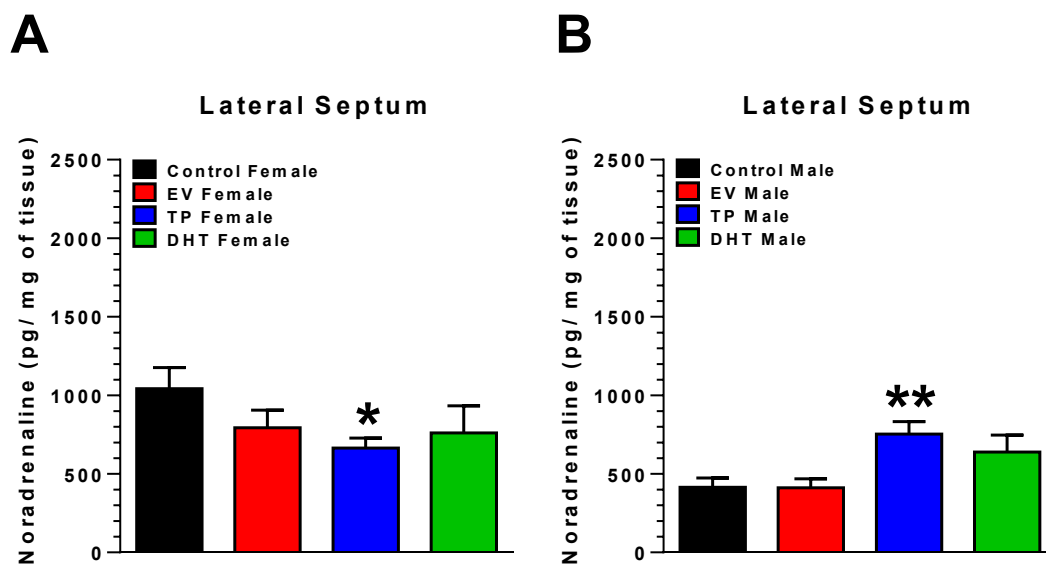 A
Lateral Septum
Noradrenaline (pg/ mg of tissue)
2500
2000
1500
1000
500
0
Control Female
EV Female
TP Female
DHT Female
*
B
Lateral Septum
Noradrenaline (pg/ mg of tissue)
2500
2000
1500
1000
500
0
Control Male
EV Male
TP Male
DHT Male
**